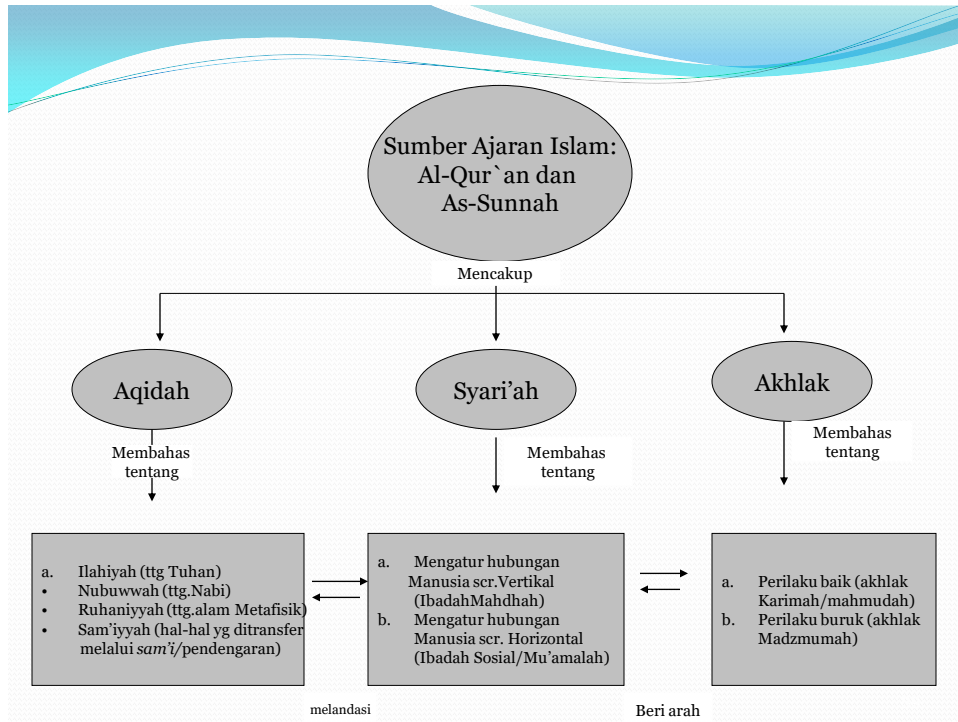 Sumber Ajaran Islam:
Al-Qur`an dan
As-Sunnah
Mencakup
Aqidah
Syari’ah
Akhlak
Membahas
tentang
Membahas
tentang
Membahas
tentang
a. Ilahiyah (ttg Tuhan)
• Nubuwwah (ttg.Nabi)
• Ruhaniyyah (ttg.alam Metafisik)
• Sam’iyyah (hal-hal yg ditransfer
melalui sam’i/pendengaran)
a. Mengatur hubungan
Manusia scr.Vertikal
(IbadahMahdhah)
b. Mengatur hubungan
Manusia scr. Horizontal
(Ibadah Sosial/Mu’amalah)
a. Perilaku baik (akhlak
Karimah/mahmudah)
b. Perilaku buruk (akhlak
Madzmumah)
melandasi
Beri arah